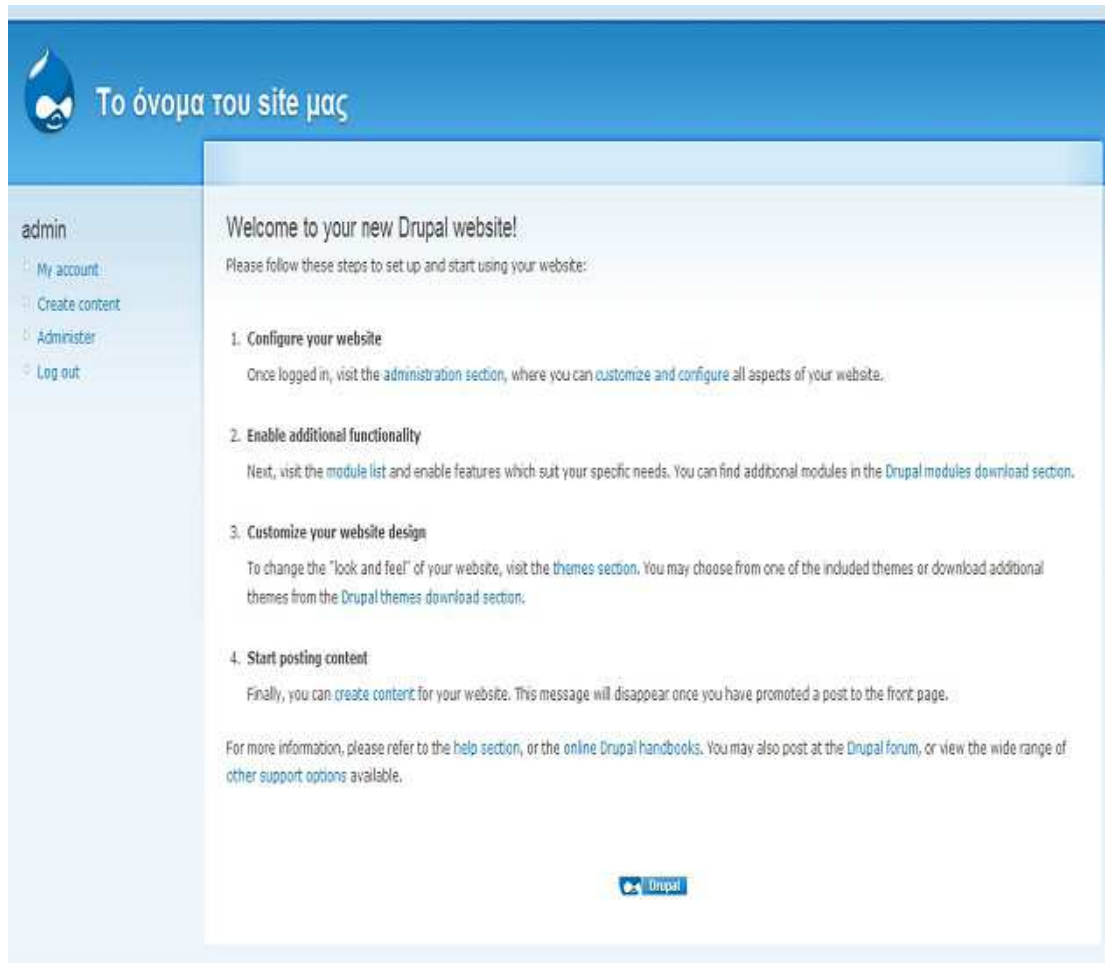 Το όνομα του site μας
admin
My account
Create content
Administer
Log out
Welcome to your new Drupal website!
Please follow these steps to set up and start using your website:
1. Configure your website
Once logged in, visit the administration section, where you can customize and configure all aspects of your website.
2. Enable additional functionality
Next, visit the module list and enable features which suit your specific needs. You can find additional modules in the Drupal modules download section.
3. Customize your website design
To change the "look and feel" of your website, visit the themes section. You may choose from one of the included themes or download additional
themes from the Drupal themes download section.
4. Start posting content
Finally, you can create content for your website. This message will disappear once you have promoted a post to the front page.
For more information, please refer to the help section, or the online Drupal handbooks. You may also post at the Drupal forum, or view the wide range of
other support options available.
Drupal